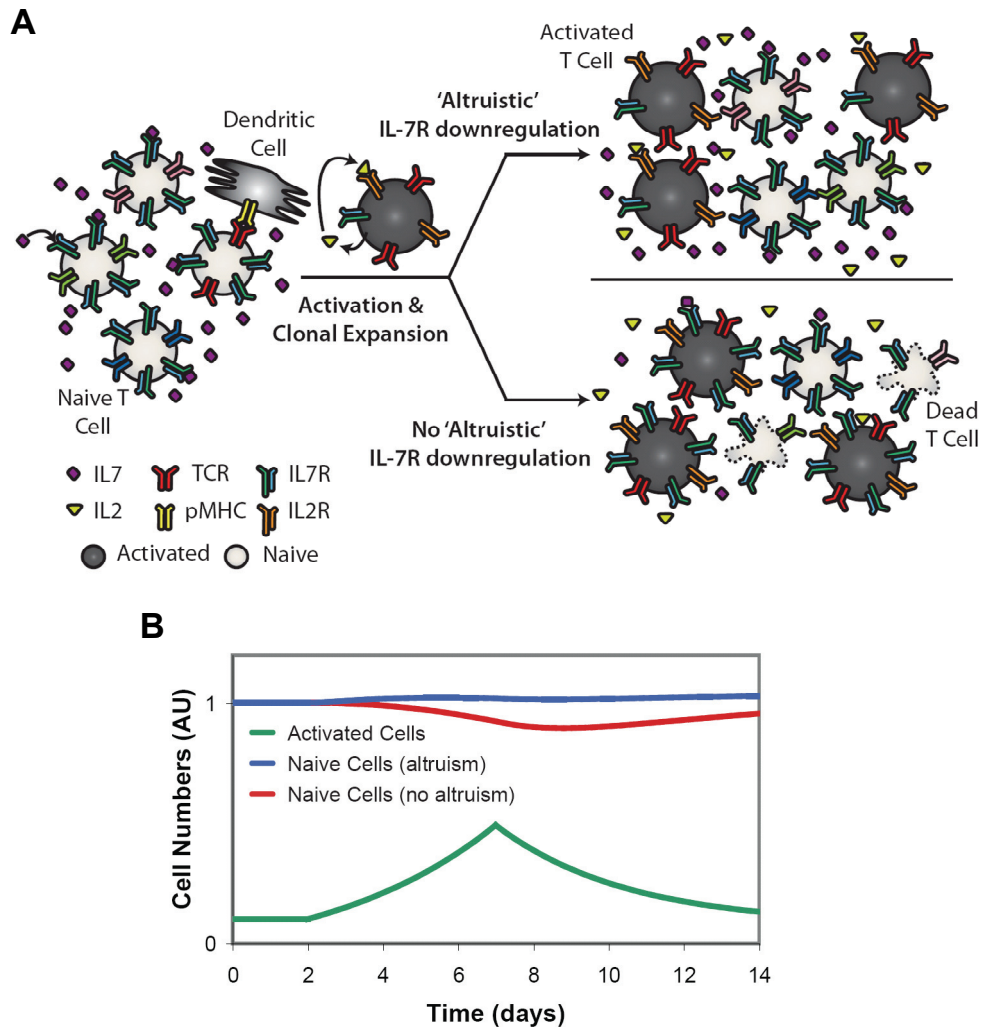 A
Activated
T Cell
Dendritic
Cell
'Altruistic'
IL-7R downregulation
Activation &
Clonal Expansion
Naive T
Cell
No 'Altruistic'
IL-7R downregulation
Dead
T Cell
IL7 TCR IL7R
IL2 pMHC IL2R
Activated Naive
B
Cell Numbers (AU)
1
0
Activated Cells
Naive Cells (altruism)
Naive Cells (no altruism)
0 2 4 6 8 10 12 14
Time (days)